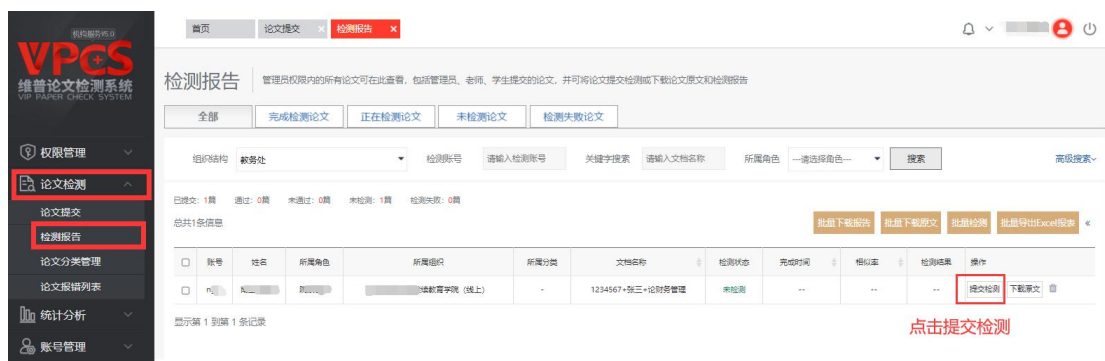 机构服务V5.0
VPCS
维普论文检测系统
VIP PAPER CHECK SYSTEM
权限管理
论文检测
论文提交
检测报告
论文分类管理
论文报错列表
统计分析
账号管理
首页 论文提交 × 检测报告 ×
检测报告 管理员权限内的所有论文可在此查看，包括管理员、老师、学生提交的论文，并可将论文提交检测或下载论文原文和检测报告
全部 完成检测论文 正在检测论文 未检测论文 检测失败论文
组织结构 教务处 检测账号 请输入检测账号 关键字搜索 请输入文档名称 所属角色 ---请选择角色--- 搜索 高级搜索
已提交：1篇 通过：0篇 未通过：0篇 未检测：1篇 检测失败：0篇
总共1条信息
批量下载报告 批量下载原文 批量检测 批量导出Excel报表 «
账号 姓名 所属角色 所属组织 所属分类 文档名称 检测状态 完成时间 相似率 检测结果 操作
教育学院（线上） - 1234567+张三+论财务管理 未检测 -- -- -- 提交检测 下载原文
显示第 1 到第 1 条记录
点击提交检测